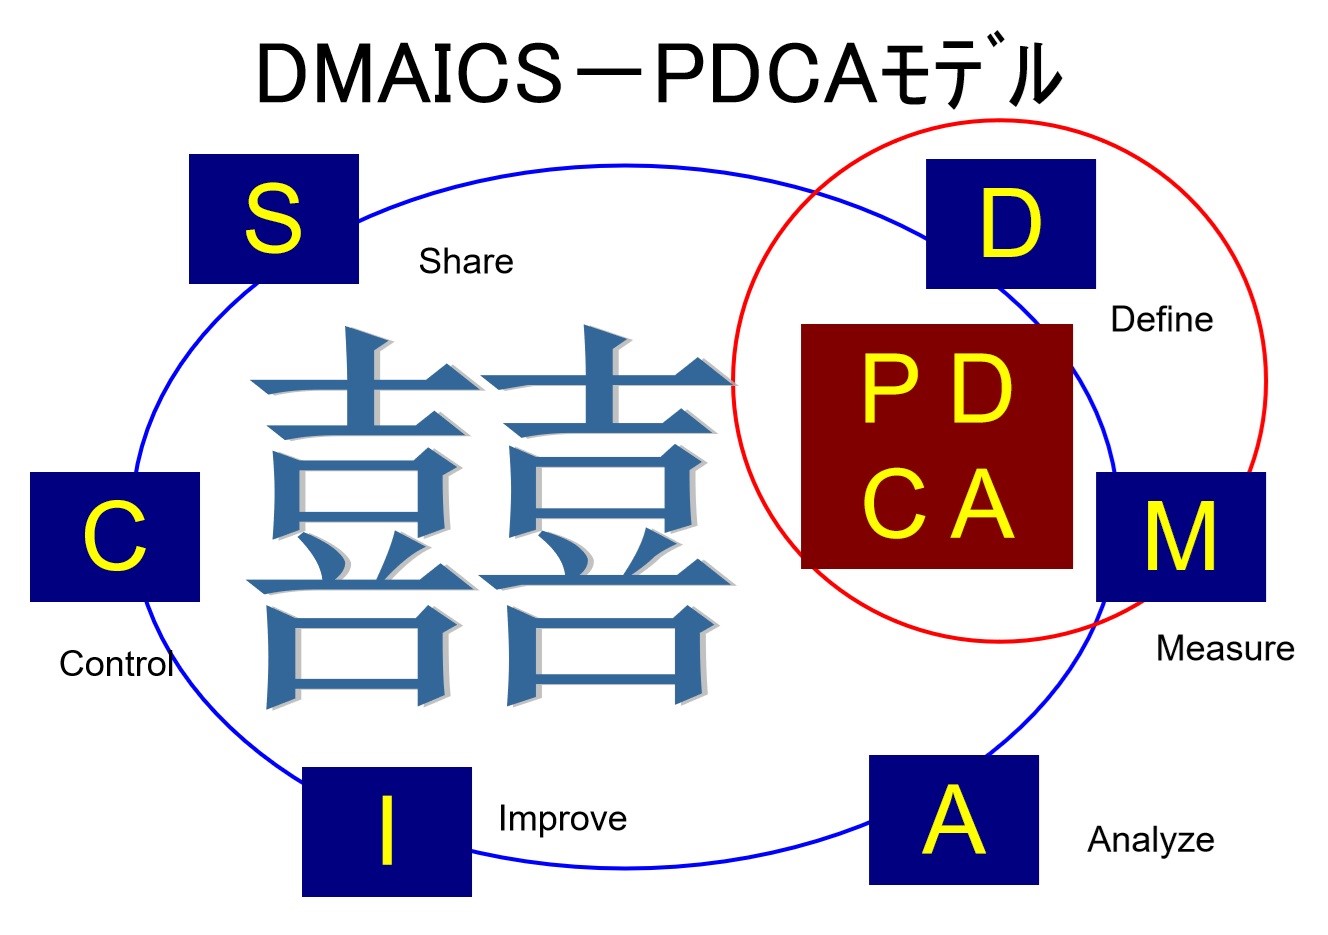 DMAICS－PDCAﾓﾃﾞﾙ
S
Share
D
Define
囍
P D
C A
C
Control
M
Measure
I
Improve
A
Analyze